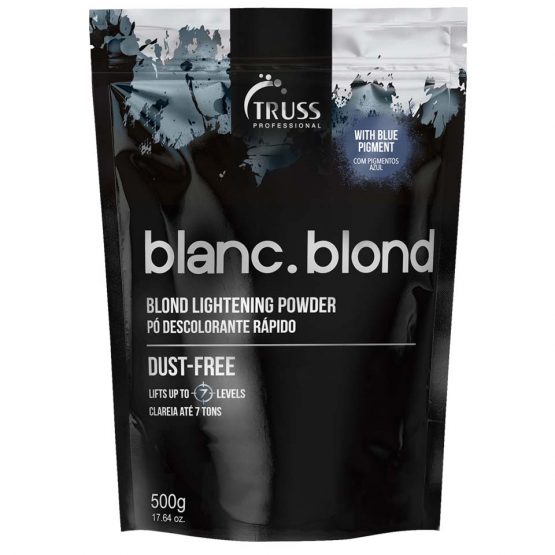 TRUSS
PROFESSIONAL
WITH BLUE
PIGMENT
COM PIGMENTOS
AZUL
blanc.blond
BLOND LIGHTENING POWDER
PÓ DESCOLORANTE RÁPIDO
DUST-FREE
LIFTS UP TO 7 LEVELS
CLAREIA ATÉ 7 TONS
500g
17.64 oz.